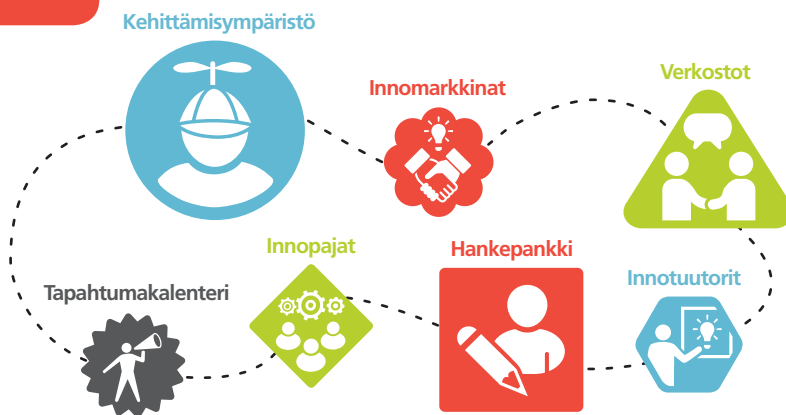 Kehittämisympäristö
Innomarkkinat
Verkostot
Innopajat
Hankepankki
Innotuutorit
Tapahtumakalenteri